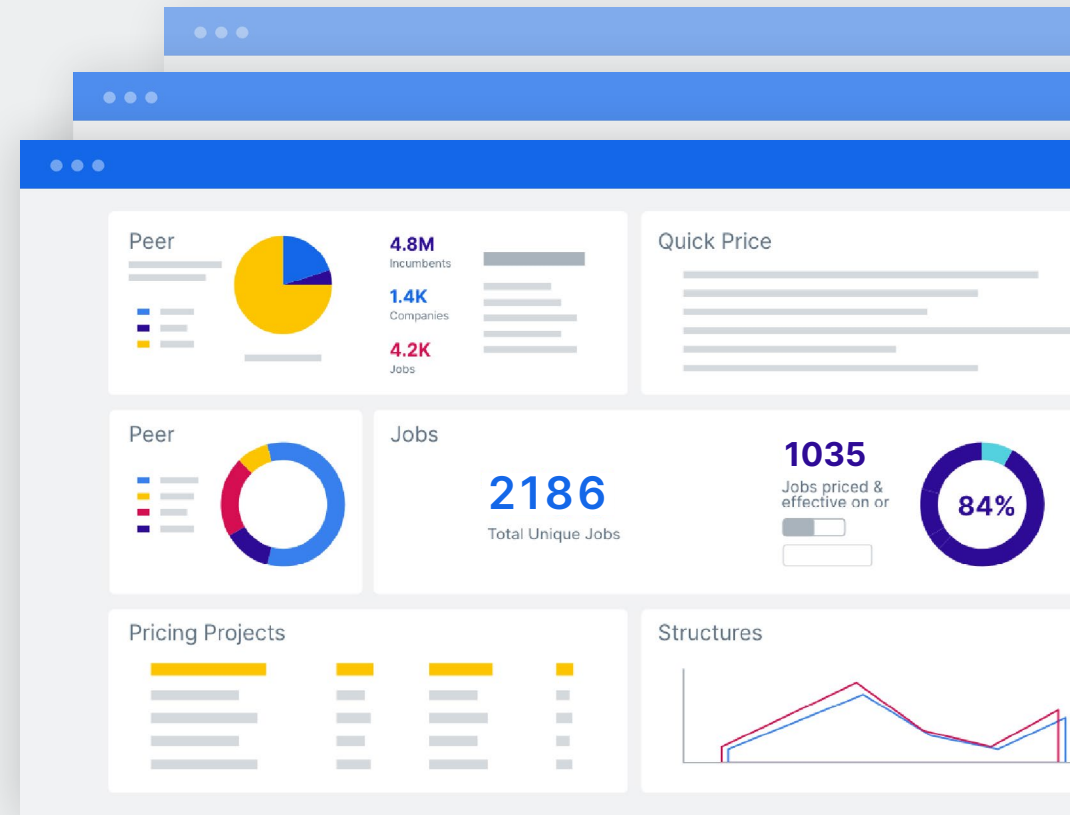 Peer
4.8M
Incumbents
1.4K
Companies
4.2K
Jobs
Quick Price
Peer
Jobs
2186
Total Unique Jobs
1035
Jobs priced &
effective on or
84%
Pricing Projects
Structures